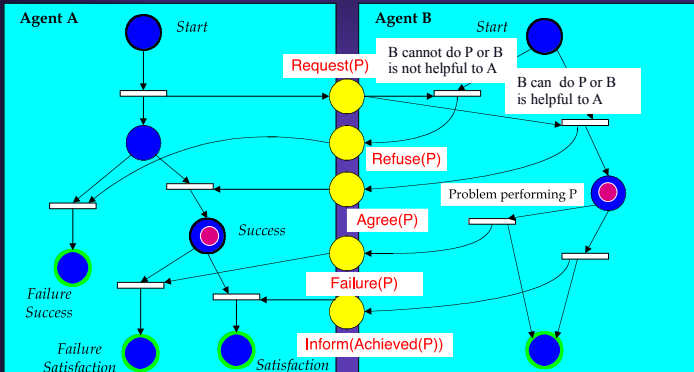 Agent A
Start
Request(P)
Agent B
Start
B cannot do P or B
is not helpful to A
B can  do P or B
is helpful to A
Refuse(P)
Agree(P)
Problem performing P
Success
Failure(P)
Failure
Success
Inform(Achieved(P))
Failure
Satisfaction
Satisfaction